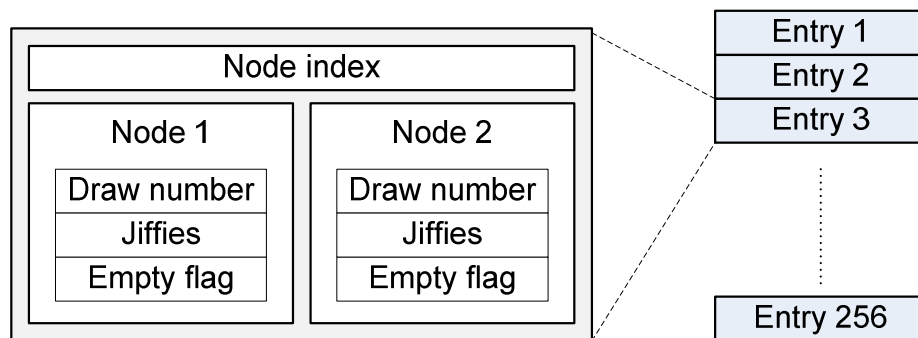 Node index
Node 1
Draw number
Jiffies
Empty flag
Node 2
Draw number
Jiffies
Empty flag
Entry 1
Entry 2
Entry 3
Entry 256